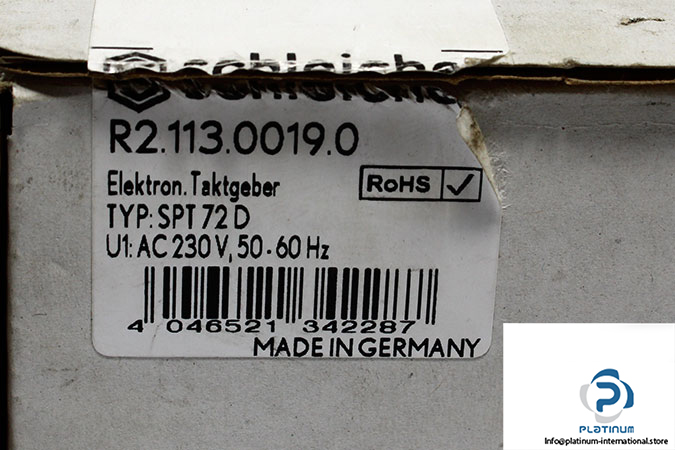 schleicher
R2.113.0019.0
Elektron. Taktgeber
RoHS
TYP: SPT 72 D
U1: AC 230 V, 50-60 Hz
4 046521 342287
MADE IN GERMANY
PLATINUM
Info@platinum-international.store